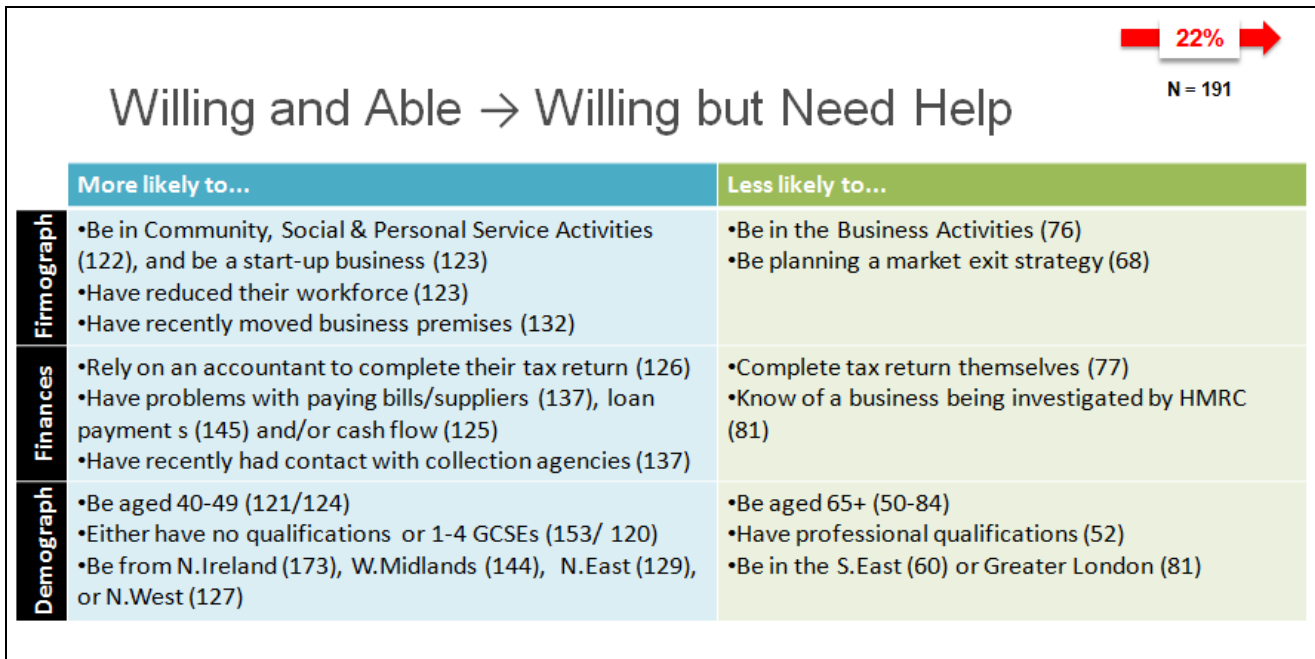 22%
N = 191
Willing and Able → Willing but Need Help
More likely to...
Less likely to...
Firmograph
•Be in Community, Social & Personal Service Activities
(122), and be a start-up business (123)
•Have reduced their workforce (123)
•Have recently moved business premises (132)
•Be in the Business Activities (76)
•Be planning a market exit strategy (68)
Finances
•Rely on an accountant to complete their tax return (126)
•Have problems with paying bills/suppliers (137), loan
payment s (145) and/or cash flow (125)
•Have recently had contact with collection agencies (137)
•Complete tax return themselves (77)
•Know of a business being investigated by HMRC
(81)
Demograph
•Be aged 40-49 (121/124)
•Either have no qualifications or 1-4 GCSEs (153/ 120)
•Be from N.Ireland (173), W.Midlands (144), N.East (129),
or N.West (127)
•Be aged 65+ (50-84)
•Have professional qualifications (52)
•Be in the S.East (60) or Greater London (81)